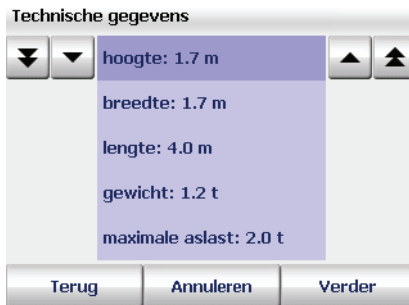 Technische gegevens
hoogte: 1.7 m
breedte: 1.7 m
lengte: 4.0 m
gewicht: 1.2 t
maximale aslast: 2.0 t
Terug Annuleren Verder